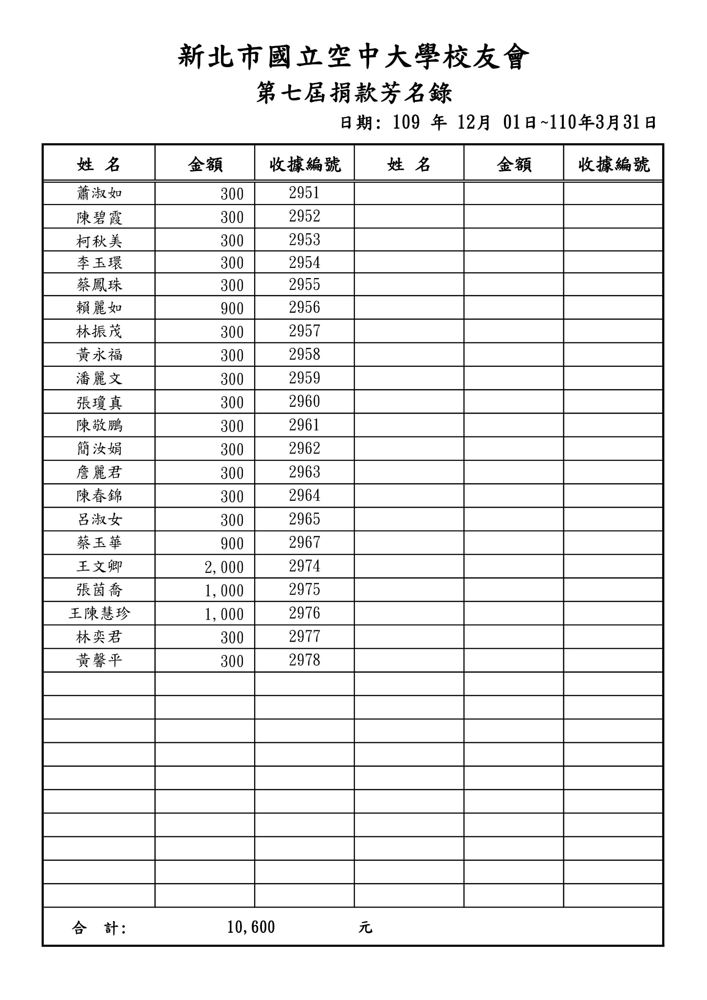 新北市國立空中大學校友會
第七屆捐款芳名錄
日期: 109 年 12月 01日~110年3月31日
姓 名 金額 收據編號 姓 名 金額 收據編號
蕭淑如 300 2951
陳碧霞 300 2952
柯秋美 300 2953
李玉環 300 2954
蔡鳳珠 300 2955
賴麗如 900 2956
林振茂 300 2957
黃永福 300 2958
潘麗文 300 2959
張瓊真 300 2960
陳敬鵬 300 2961
簡汝娟 300 2962
詹麗君 300 2963
陳春錦 300 2964
呂淑女 300 2965
蔡玉華 900 2967
王文卿 2,000 2974
張茵喬 1,000 2975
王陳慧珍 1,000 2976
林奕君 300 2977
黃馨平 300 2978
合 計: 10,600 元